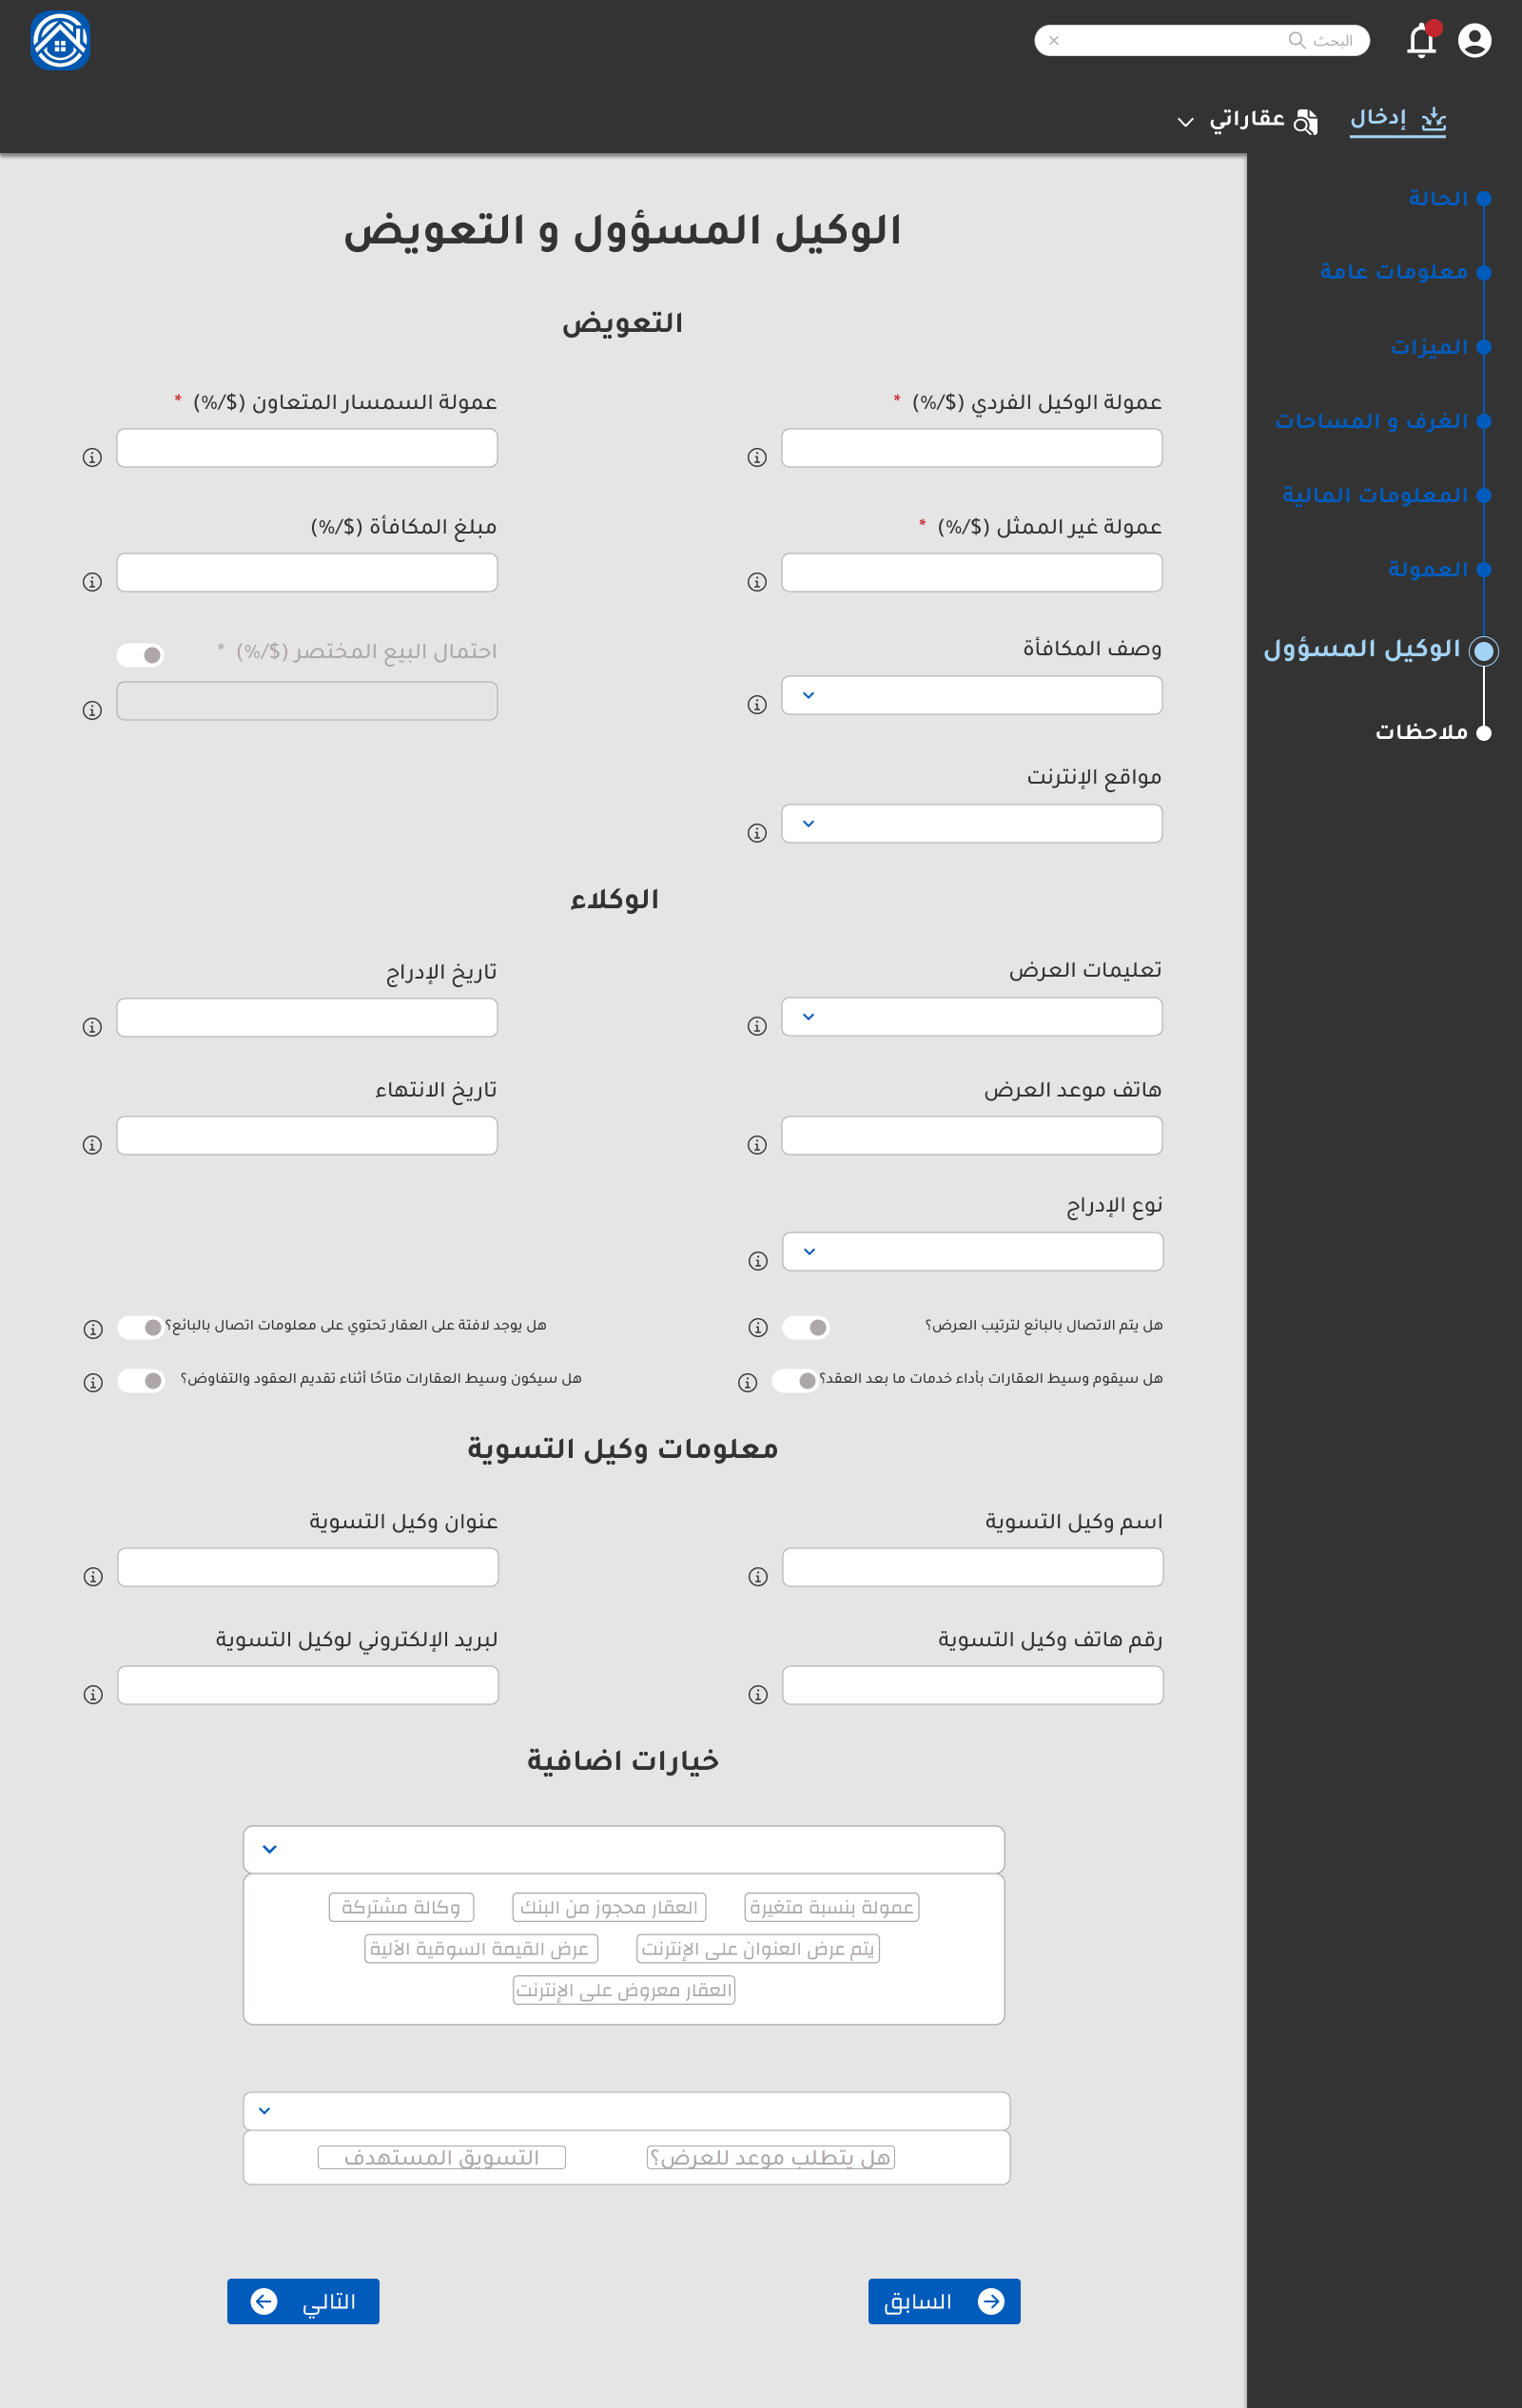 البحث
إدخال
عقاراتي
الحالة
معلومات عامة
الميزات
الغرف و المساحات
المعلومات المالية
العمولة
الوكيل المسؤول
ملاحظات
الوكيل المسؤول و التعويض
التعويض
عمولة الوكيل الفردي ($/%) *
عمولة السمسار المتعاون ($/%) *
عمولة غير الممثل ($/%) *
مبلغ المكافأة ($/%)
وصف المكافأة
احتمال البيع المختصر ($/%) *
مواقع الإنترنت
الوكلاء
تعليمات العرض
تاريخ الإدراج
هاتف موعد العرض
تاريخ الانتهاء
نوع الإدراج
هل يتم الاتصال بالبائع لترتيب العرض؟
هل يوجد لافتة على العقار تحتوي على معلومات اتصال بالبائع؟
هل سيقوم وسيط العقارات بأداء خدمات ما بعد العقد؟
هل سيكون وسيط العقارات متاحًا أثناء تقديم العقود والتفاوض؟
معلومات وكيل التسوية
اسم وكيل التسوية
عنوان وكيل التسوية
رقم هاتف وكيل التسوية
لبريد الإلكتروني لوكيل التسوية
خيارات اضافية
عمولة بنسبة متغيرة
العقار محجوز من البنك
وكالة مشتركة
يتم عرض العنوان على الإنترنت
عرض القيمة السوقية الآلية
العقار معروض على الإنترنت
هل يتطلب موعد للعرض؟
التسويق المستهدف
السابق
التالي